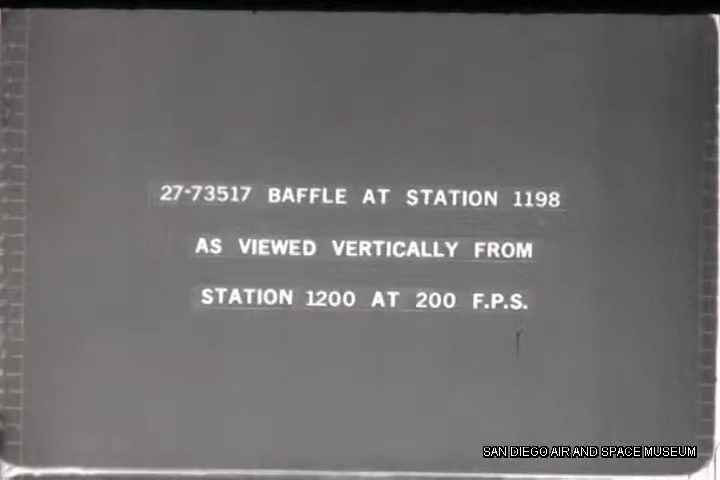 27-73517 BAFFLE AT STATION 1198
AS VIEWED VERTICALLY FROM
STATION 1200 AT 200 F.P.S.
SAN DIEGO AIR AND SPACE MUSEUM